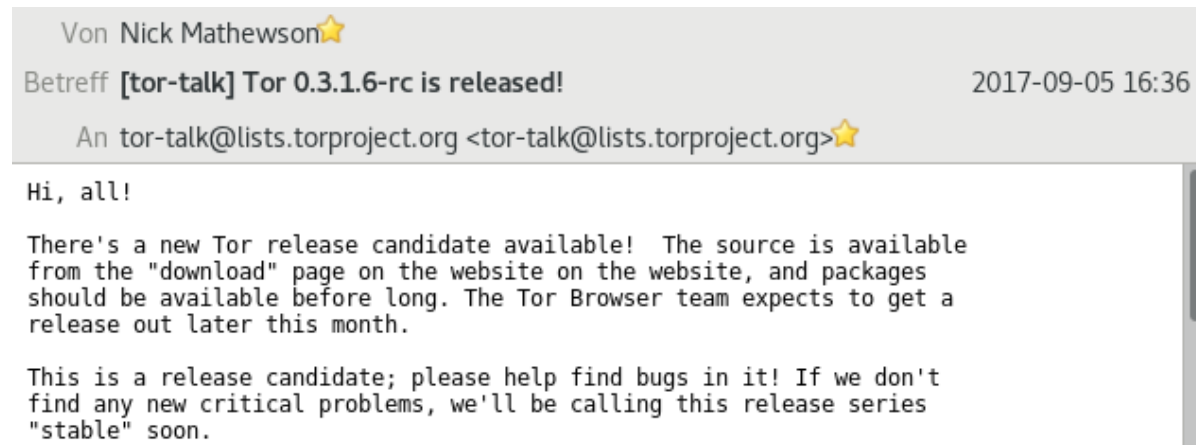 Von Nick Mathewson
Betreff [tor-talk] Tor 0.3.1.6-rc is released! 2017-09-05 16:36
An tor-talk@lists.torproject.org <tor-talk@lists.torproject.org>
Hi, all!
There's a new Tor release candidate available!  The source is available
from the "download" page on the website on the website, and packages
should be available before long. The Tor Browser team expects to get a
release out later this month.
This is a release candidate; please help find bugs in it! If we don't
find any new critical problems, we'll be calling this release series
"stable" soon.